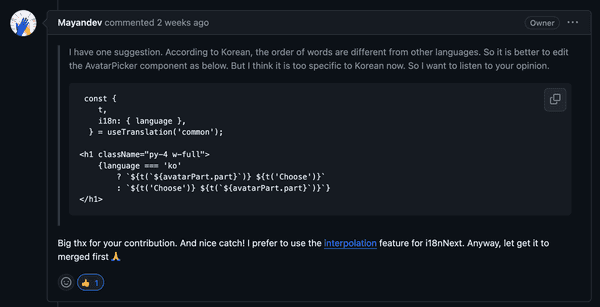 Mayandev commented 2 weeks ago
Owner
I have one suggestion. According to Korean, the order of words are different from other languages. So it is better to edit
the AvatarPicker component as below. But I think it is too specific to Korean now. So I want to listen to your opinion.
const {
t,
i18n: { language },
} = useTranslation('common');
<h1 className="py-4 w-full">
{language === 'ko'
? `${t(`${avatarPart.part}`)} ${t('Choose')}`
: `${t('Choose')} ${t(`${avatarPart.part}`)}`}
</h1>
Big thx for your contribution. And nice catch! I prefer to use the interpolation feature for i18nNext. Anyway, let get it to
merged first 🙏
👍 1